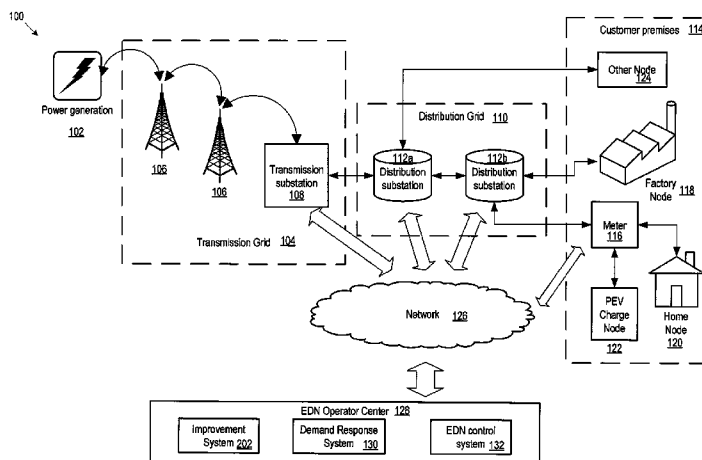 100
Customer premises 114
Other Node
124
Power generation
102
Distribution Grid 110
112a
Distribution
substation
112b
Distribution
substation
106
106
Transmission
substation
108
Factory
Node
118
Transmission Grid 104
Meter
116
PEV
Charge
Node
122
Home
Node
120
Network 126
EDN Operator Center 128
Improvement
System 202
Demand Response
System 130
EDN control
system 132